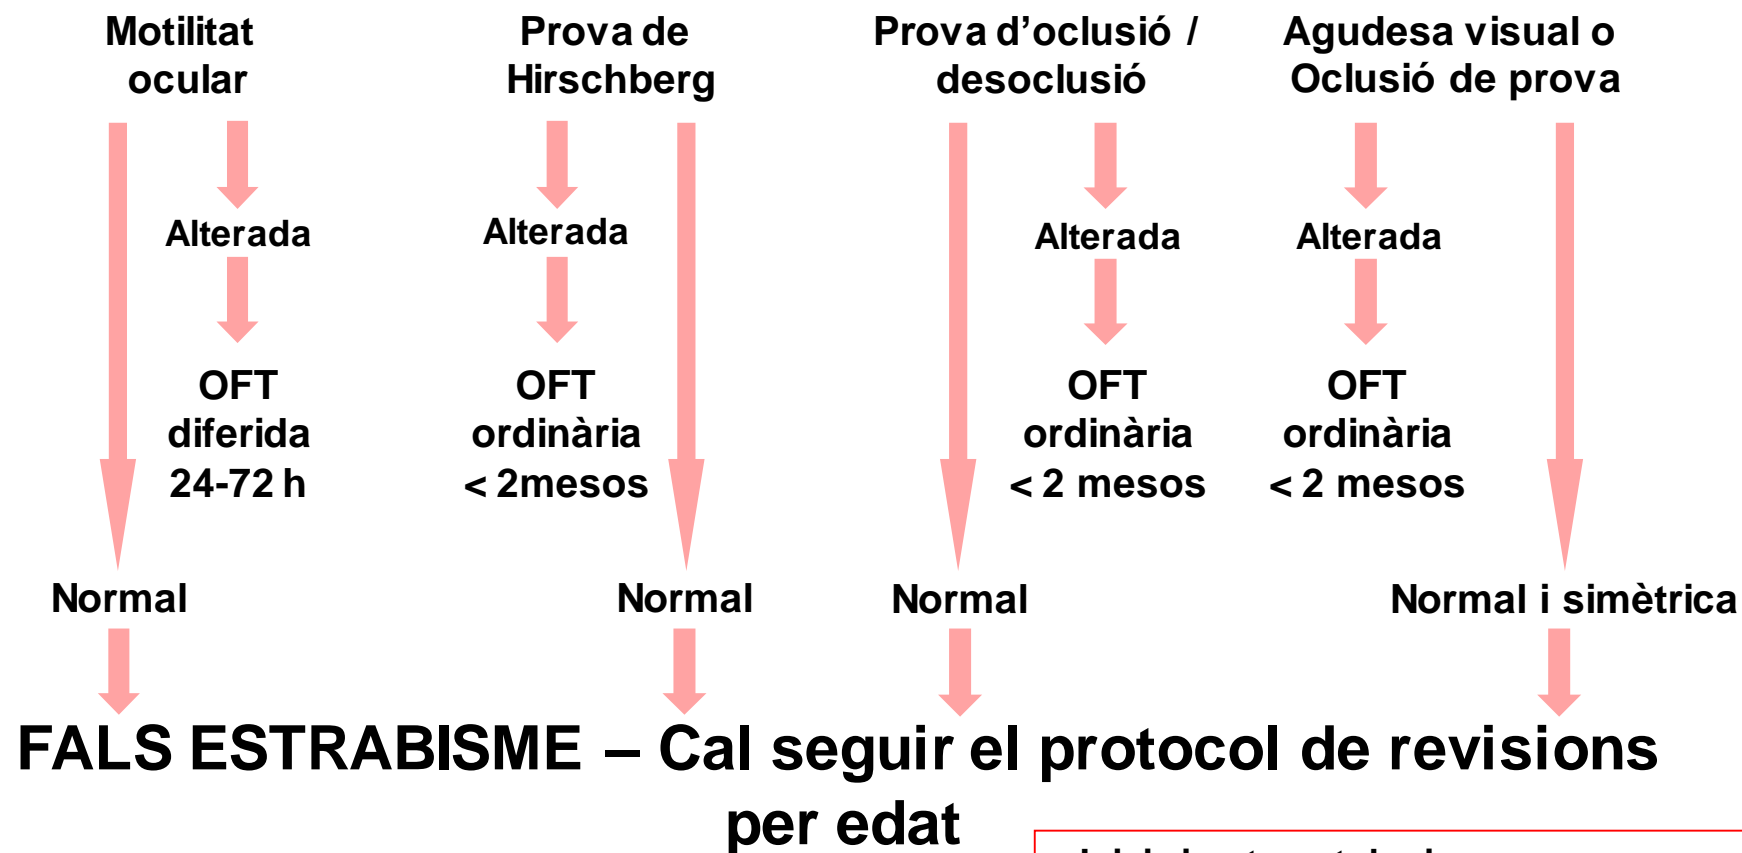 Motilitat
ocular
Prova de
Hirschberg
Prova d’oclusió /
desoclusió
Agudesa visual o
Oclusió de prova
Alterada
Alterada
Alterada
Alterada
OFT
diferida
24-72 h
OFT
ordinària
< 2mesos
OFT
ordinària
< 2 mesos
OFT
ordinària
< 2 mesos
Normal
Normal
Normal
Normal i simètrica
FALS ESTRABISME – Cal seguir el protocol de revisions
per edat